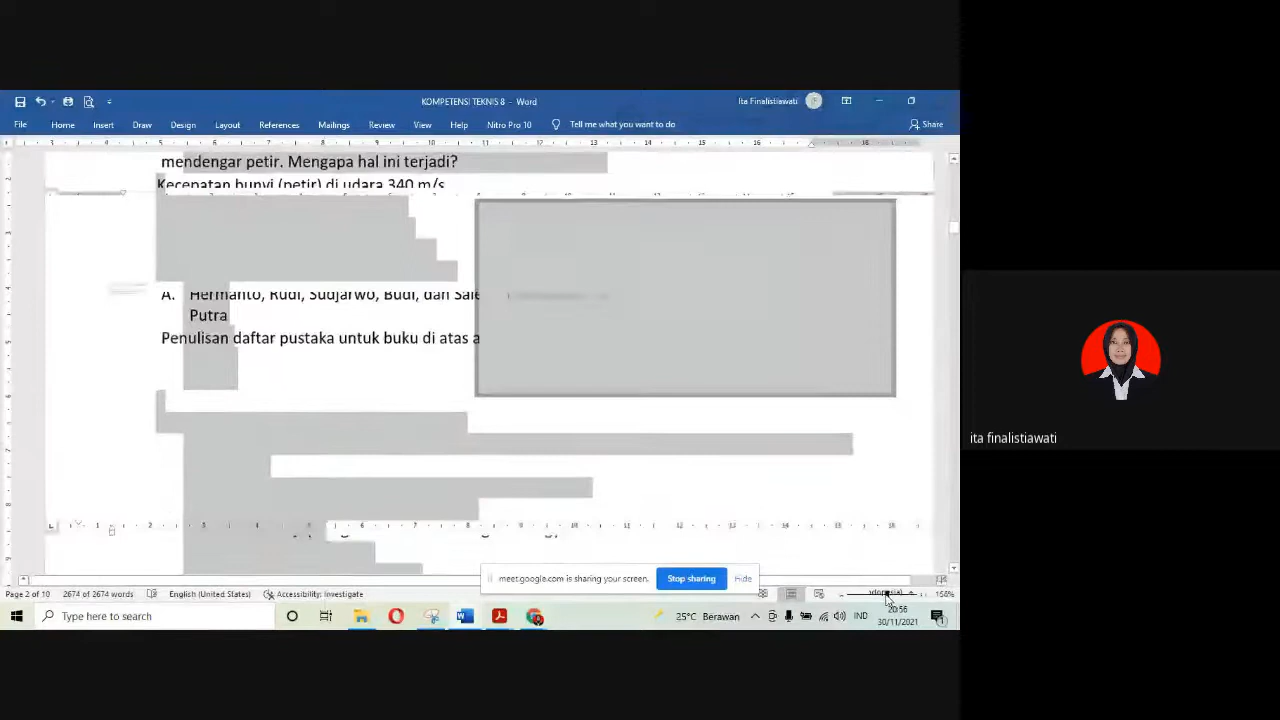 KOMPETENSI TEKNIS 8 - Word
Ita Finalistiawati
File Home Insert Draw Design Layout References Mailings Review View Help Nitro Pro 10 Tell me what you want to do Share
mendengar petir. Mengapa hal ini terjadi?
Kecepatan bunyi (petir) di udara 340 m/s
A. Hermanto, Rudi, Sudjarwo, Budi, dan Sale
Putra
Penulisan daftar pustaka untuk buku di atas a
meet.google.com is sharing your screen. Stop sharing Hide
Page 2 of 10 2674 of 2674 words English (United States) Accessibility: Investigate 156%
Type here to search
25°C Berawan IND
20:56
30/11/2021
ita finalistiawati